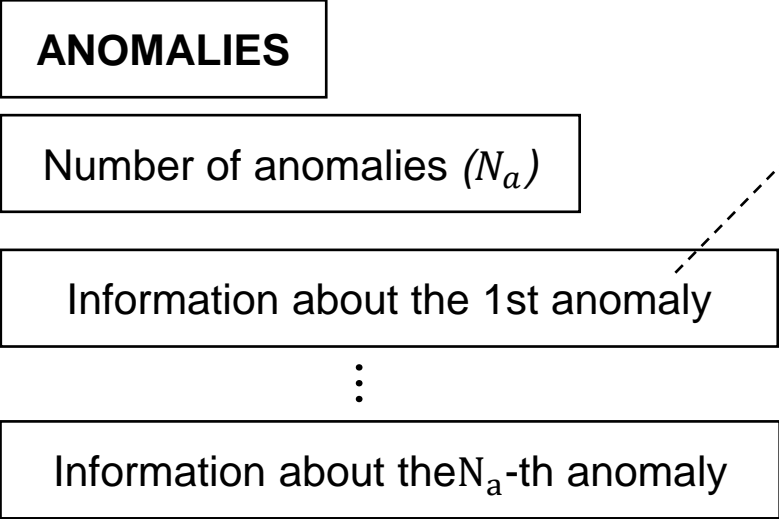 ANOMALIES
Number of anomalies (Nₐ)
Information about the 1st anomaly
⋮
Information about theNₐ-th anomaly